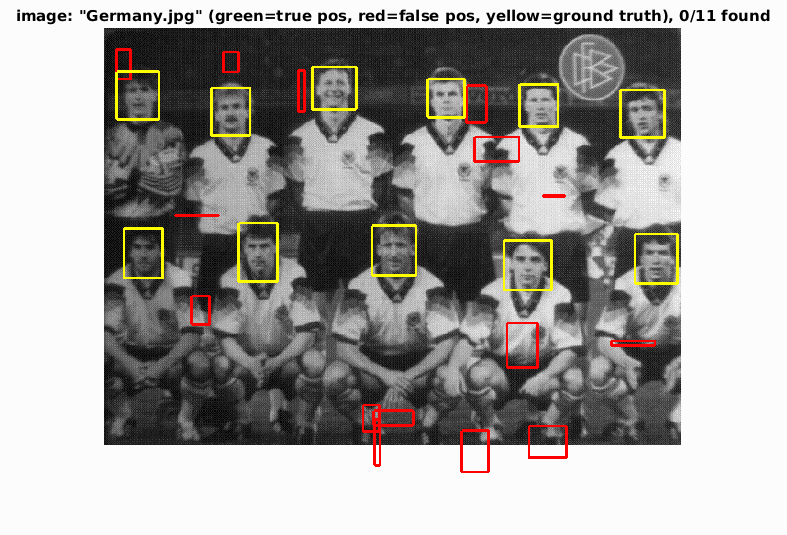 image: "Germany.jpg" (green=true pos, red=false pos, yellow=ground truth), 0/11 found